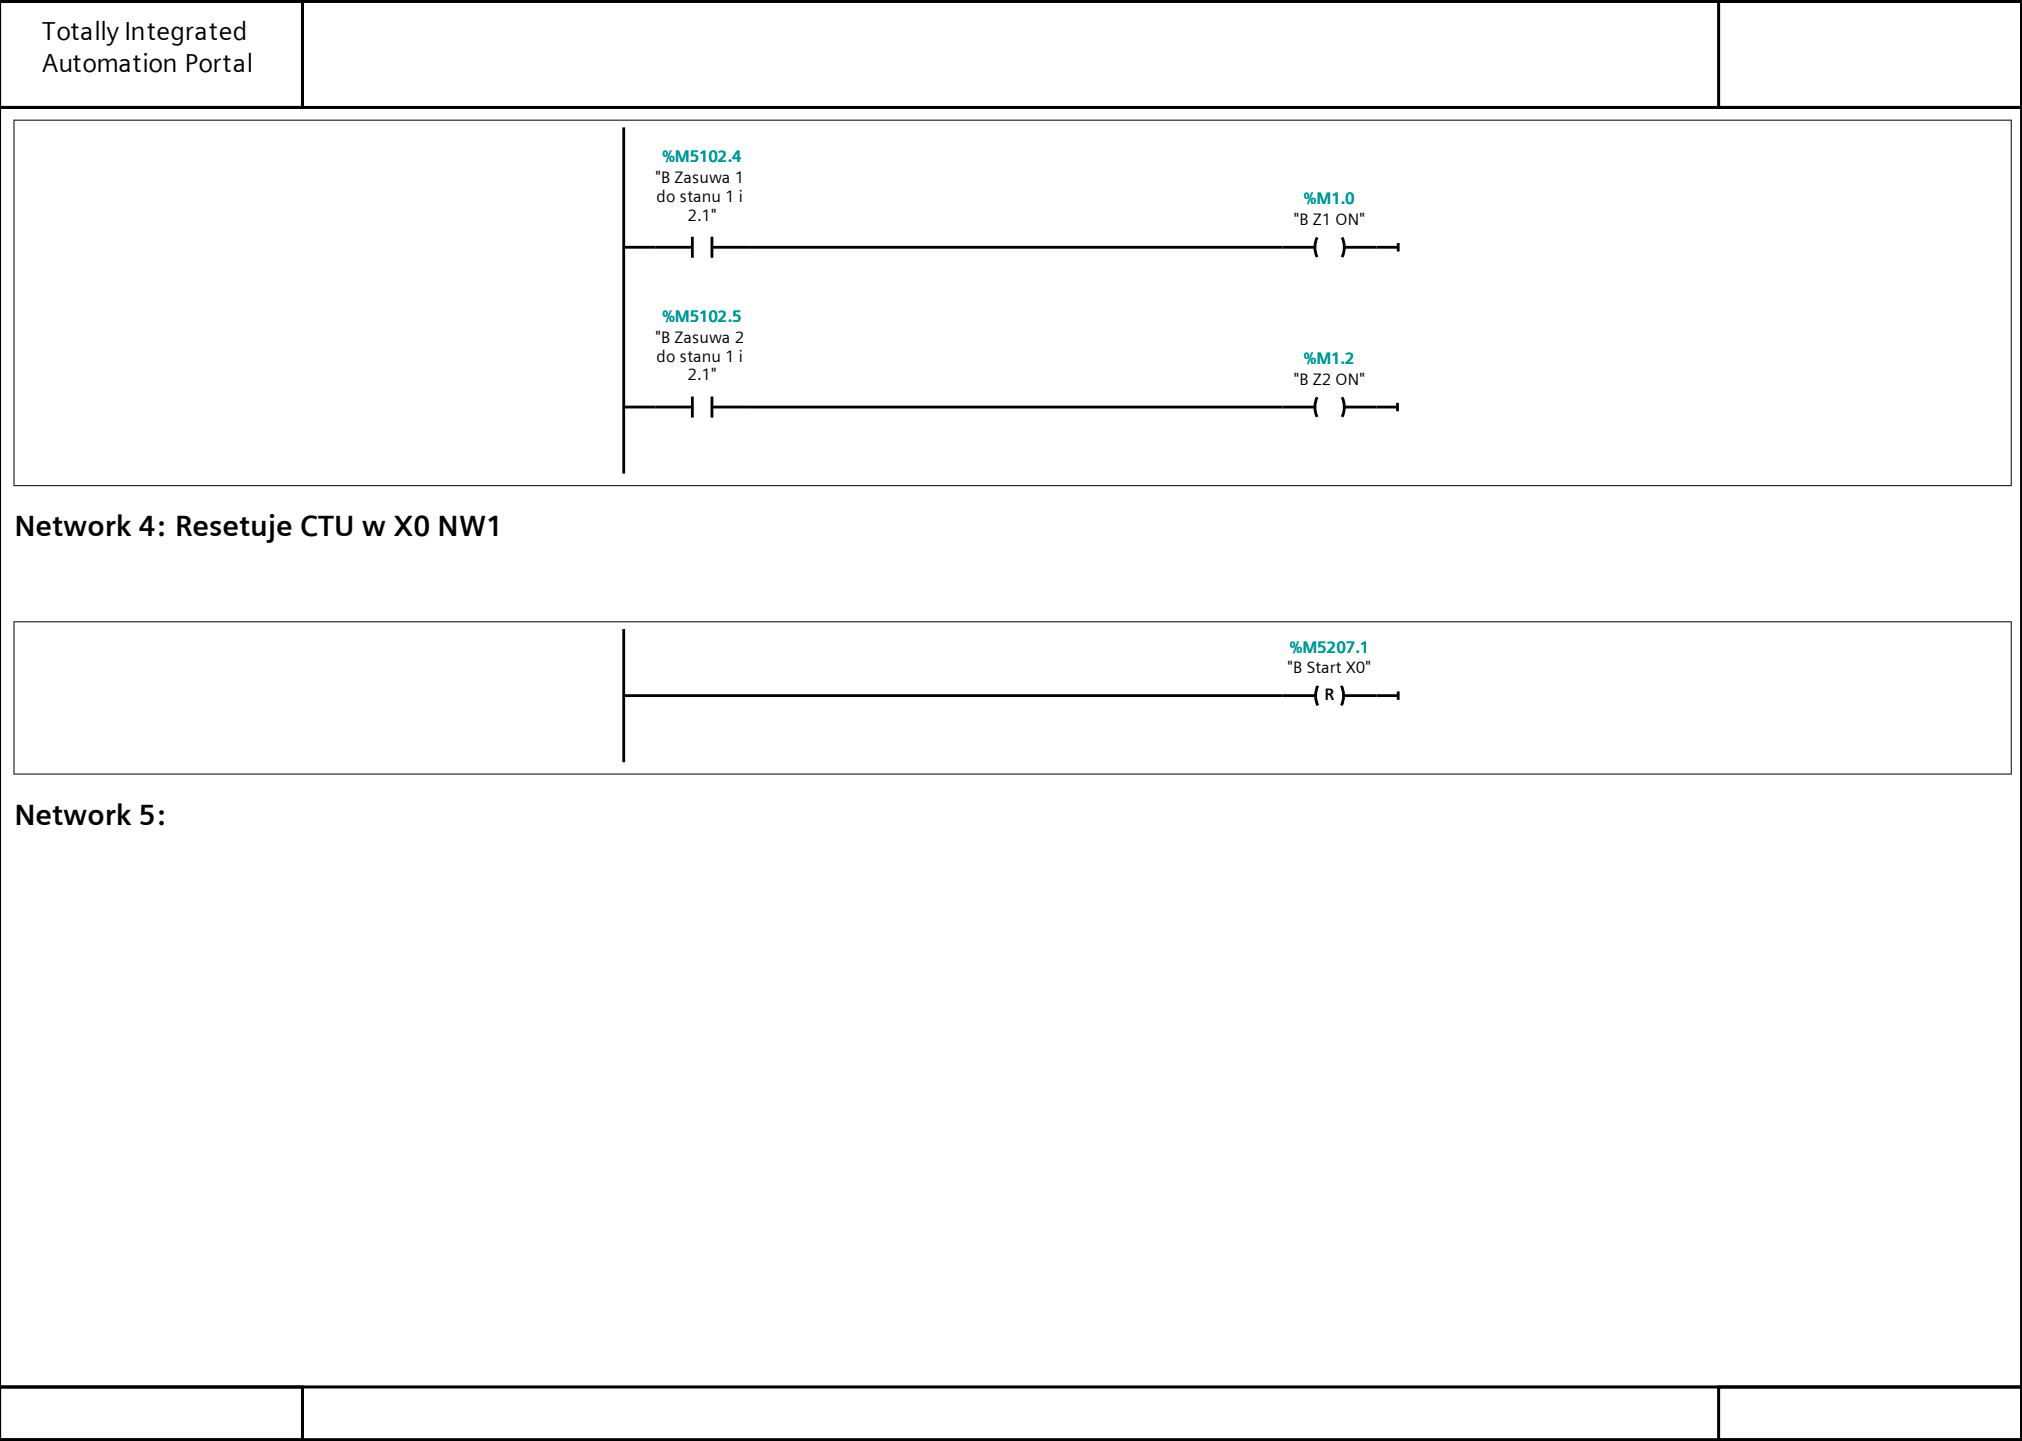 Totally Integrated
Automation Portal
%M5102.4
"B Zasuwa 1
do stanu 1 i
2.1"
%M1.0
"B Z1 ON"
%M5102.5
"B Zasuwa 2
do stanu 1 i
2.1"
%M1.2
"B Z2 ON"
Network 4: Resetuje CTU w X0 NW1
%M5207.1
"B Start X0"
R
Network 5: